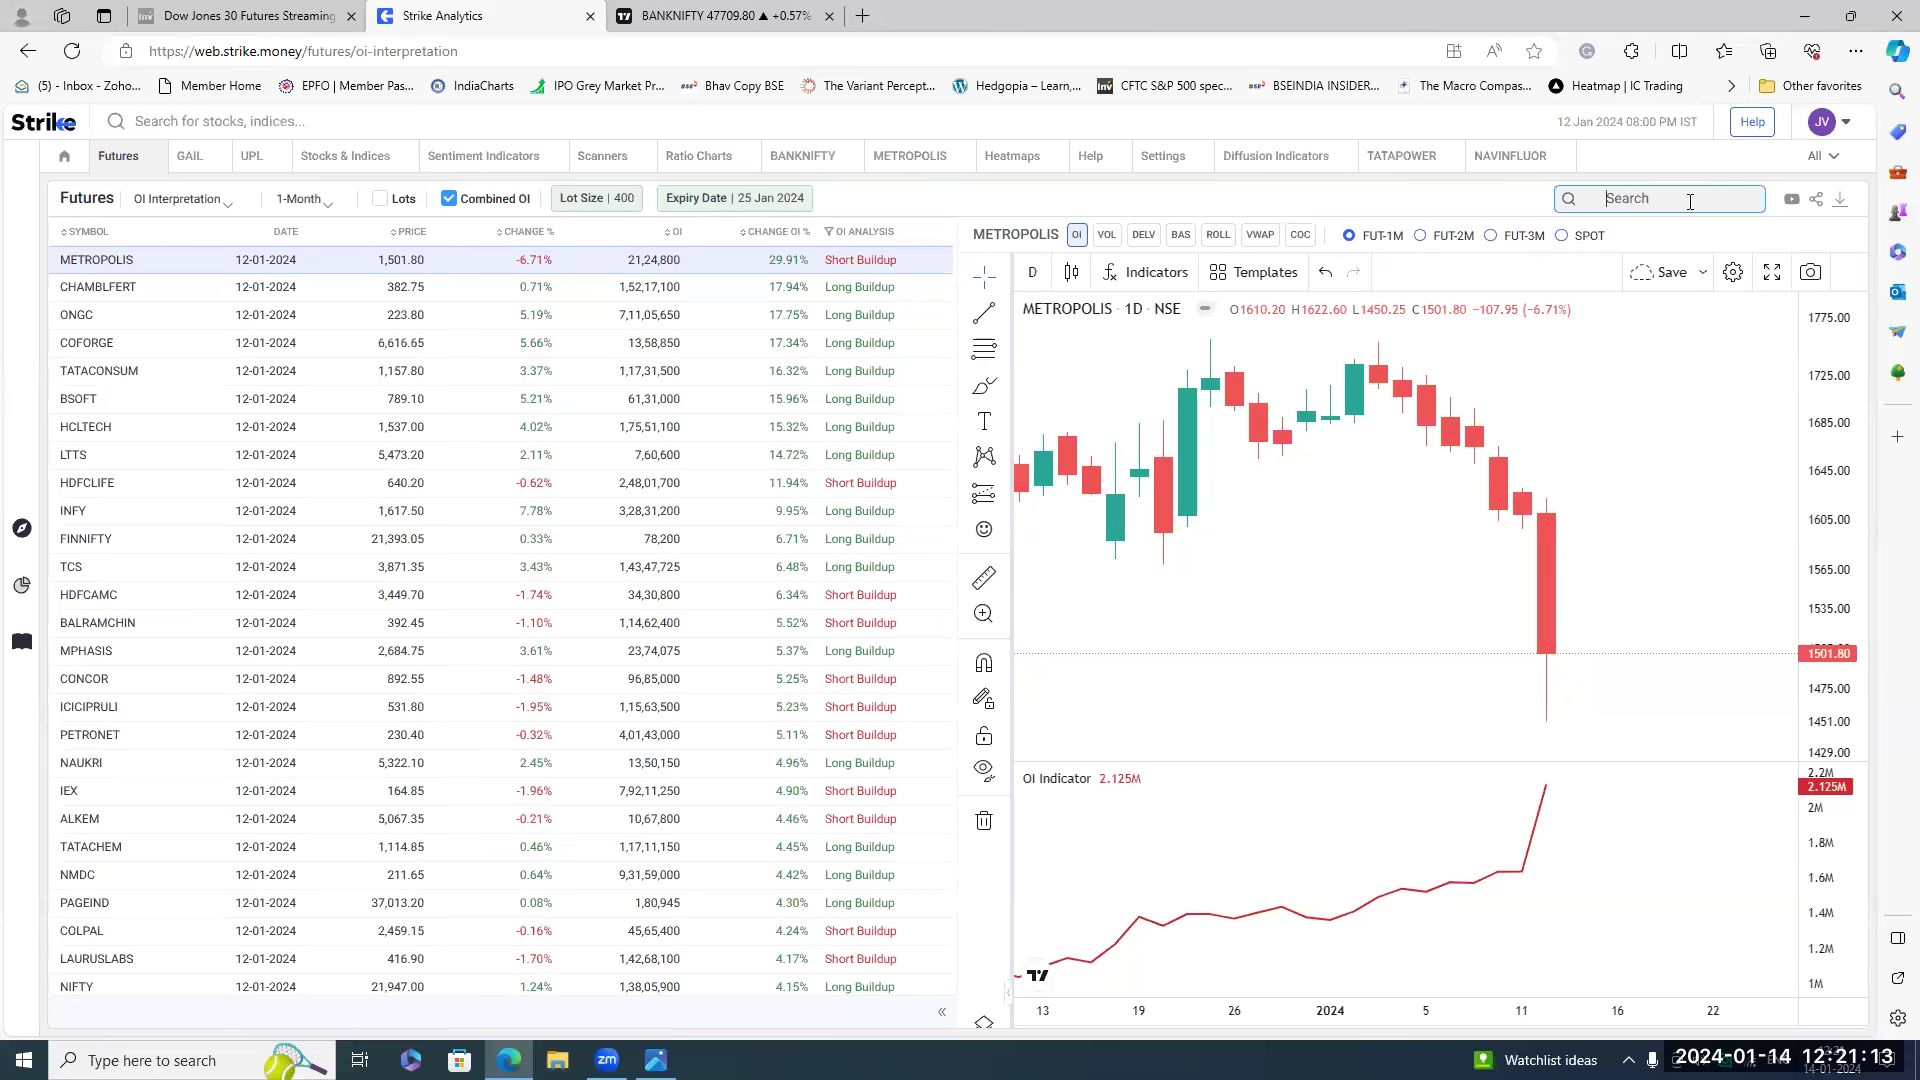 Dow Jones 30 Futures Streaming
Strike Analytics
BANKNIFTY 47709.80 ▲ +0.57%
https://web.strike.money/futures/oi-interpretation
(5) - Inbox - Zoho...
Member Home
EPFO | Member Pas...
IndiaCharts
IPO Grey Market Pr...
Bhav Copy BSE
The Variant Percept...
Hedgopia – Learn,...
CFTC S&P 500 spec...
BSEINDIA INSIDER...
The Macro Compas...
Heatmap | IC Trading
Other favorites
Strike
Search for stocks, indices...
12 Jan 2024 08:00 PM IST
Help
JV
Futures GAIL UPL Stocks & Indices Sentiment Indicators Scanners Ratio Charts BANKNIFTY METROPOLIS Heatmaps Help Settings Diffusion Indicators TATAPOWER NAVINFLUOR All
Futures OI Interpretation 1-Month Lots Combined OI Lot Size | 400 Expiry Date | 25 Jan 2024 Search
SYMBOL DATE PRICE CHANGE % OI CHANGE OI % OI ANALYSIS
METROPOLIS 12-01-2024 1,501.80 -6.71% 21,24,800 29.91% Short Buildup
CHAMBLFERT 12-01-2024 382.75 0.71% 1,52,17,100 17.94% Long Buildup
ONGC 12-01-2024 223.80 5.19% 7,11,05,650 17.75% Long Buildup
COFORGE 12-01-2024 6,616.65 5.66% 13,58,850 17.34% Long Buildup
TATACONSUM 12-01-2024 1,157.80 3.37% 1,17,31,500 16.32% Long Buildup
BSOFT 12-01-2024 789.10 5.21% 61,31,000 15.96% Long Buildup
HCLTECH 12-01-2024 1,537.00 4.02% 1,75,51,100 15.32% Long Buildup
LTTS 12-01-2024 5,473.20 2.11% 7,60,600 14.72% Long Buildup
HDFCLIFE 12-01-2024 640.20 -0.62% 2,48,01,700 11.94% Short Buildup
INFY 12-01-2024 1,617.50 7.78% 3,28,31,200 9.95% Long Buildup
FINNIFTY 12-01-2024 21,393.05 0.33% 78,200 6.71% Long Buildup
TCS 12-01-2024 3,871.35 3.43% 1,43,47,725 6.48% Long Buildup
HDFCAMC 12-01-2024 3,449.70 -1.74% 34,30,800 6.34% Short Buildup
BALRAMCHIN 12-01-2024 392.45 -1.10% 1,14,62,400 5.52% Short Buildup
MPHASIS 12-01-2024 2,684.75 3.61% 23,74,075 5.37% Long Buildup
CONCOR 12-01-2024 892.55 -1.48% 96,85,000 5.25% Short Buildup
ICICIPRULI 12-01-2024 531.80 -1.95% 1,15,63,500 5.23% Short Buildup
PETRONET 12-01-2024 230.40 -0.32% 4,01,43,000 5.11% Short Buildup
NAUKRI 12-01-2024 5,322.10 2.45% 13,50,150 4.96% Long Buildup
IEX 12-01-2024 164.85 -1.96% 7,92,11,250 4.90% Short Buildup
ALKEM 12-01-2024 5,067.35 -0.21% 10,67,800 4.46% Short Buildup
TATACHEM 12-01-2024 1,114.85 0.46% 1,17,11,150 4.45% Long Buildup
NMDC 12-01-2024 211.65 0.64% 9,31,59,000 4.42% Long Buildup
PAGEIND 12-01-2024 37,013.20 0.08% 1,80,945 4.30% Long Buildup
COLPAL 12-01-2024 2,459.15 -0.16% 45,65,400 4.24% Short Buildup
LAURUSLABS 12-01-2024 416.90 -1.70% 1,42,68,100 4.17% Short Buildup
NIFTY 12-01-2024 21,947.00 1.24% 1,38,05,900 4.15% Long Buildup
METROPOLIS OI VOL DELV BAS ROLL VWAP COC FUT-1M FUT-2M FUT-3M SPOT
D Indicators Templates Save
METROPOLIS · 1D · NSE O1610.20 H1622.60 L1450.25 C1501.80 −107.95 (−6.71%)
1775.00
1725.00
1685.00
1645.00
1605.00
1565.00
1535.00
1501.80
1475.00
1451.00
1429.00
OI Indicator 2.125M
2.2M
2.125M
2M
1.8M
1.6M
1.4M
1.2M
1M
13 19 26 2024 5 11 16 22
Type here to search
zm
Watchlist ideas
2024-01-14 12:21:13
14-01-2024